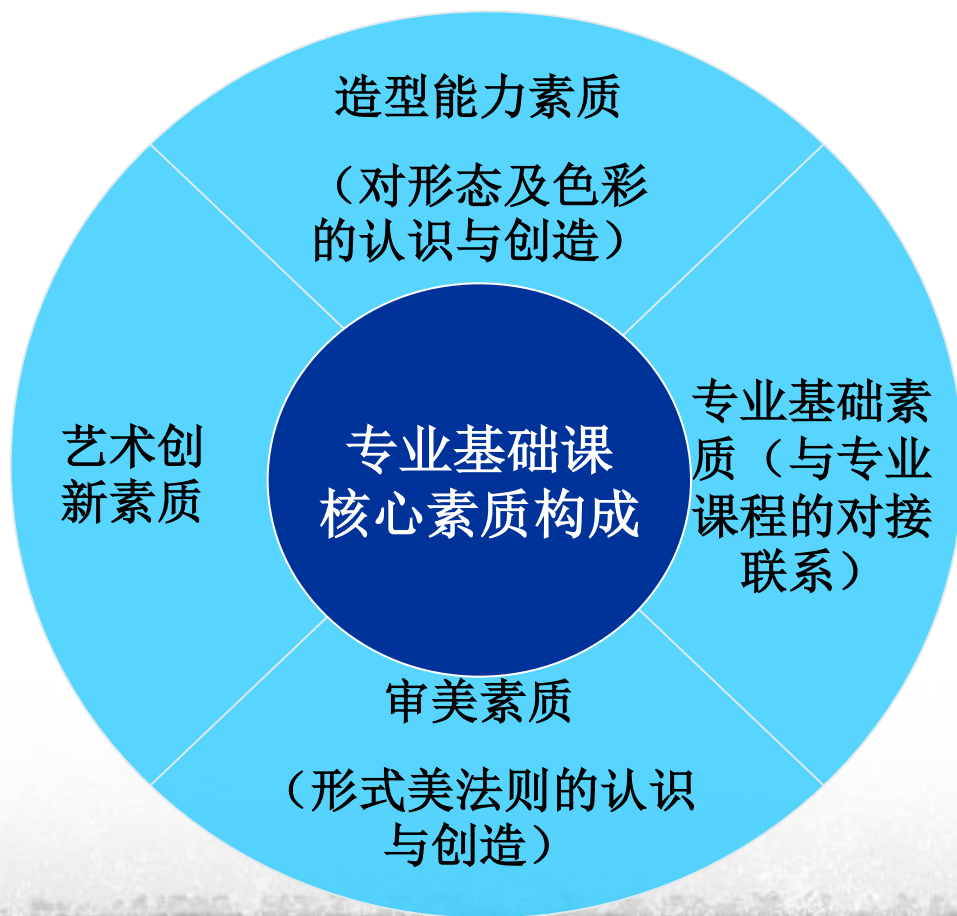 造型能力素质
（对形态及色彩
的认识与创造）
艺术创
新素质
专业基础课
核心素质构成
专业基础素
质（与专业
课程的对接
联系）
审美素质
（形式美法则的认识
与创造）